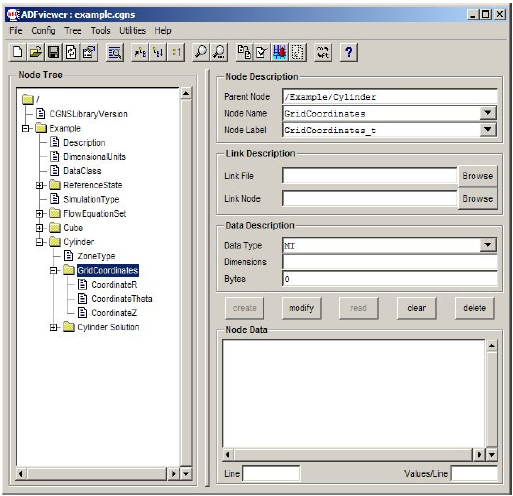 ADFviewer : example.cgns
File Config Tree Tools Utilities Help
Node Tree
/
CGNSLibraryVersion
Example
Description
DimensionalUnits
DataClass
ReferenceState
SimulationType
FlowEquationSet
Cube
Cylinder
ZoneType
GridCoordinates
CoordinateR
CoordinateTheta
CoordinateZ
Cylinder Solution
Node Description
Parent Node /Example/Cylinder
Node Name GridCoordinates
Node Label GridCoordinates_t
Link Description
Link File Browse
Link Node Browse
Data Description
Data Type MT
Dimensions
Bytes 0
create modify read clear delete
Node Data
Line Values/Line